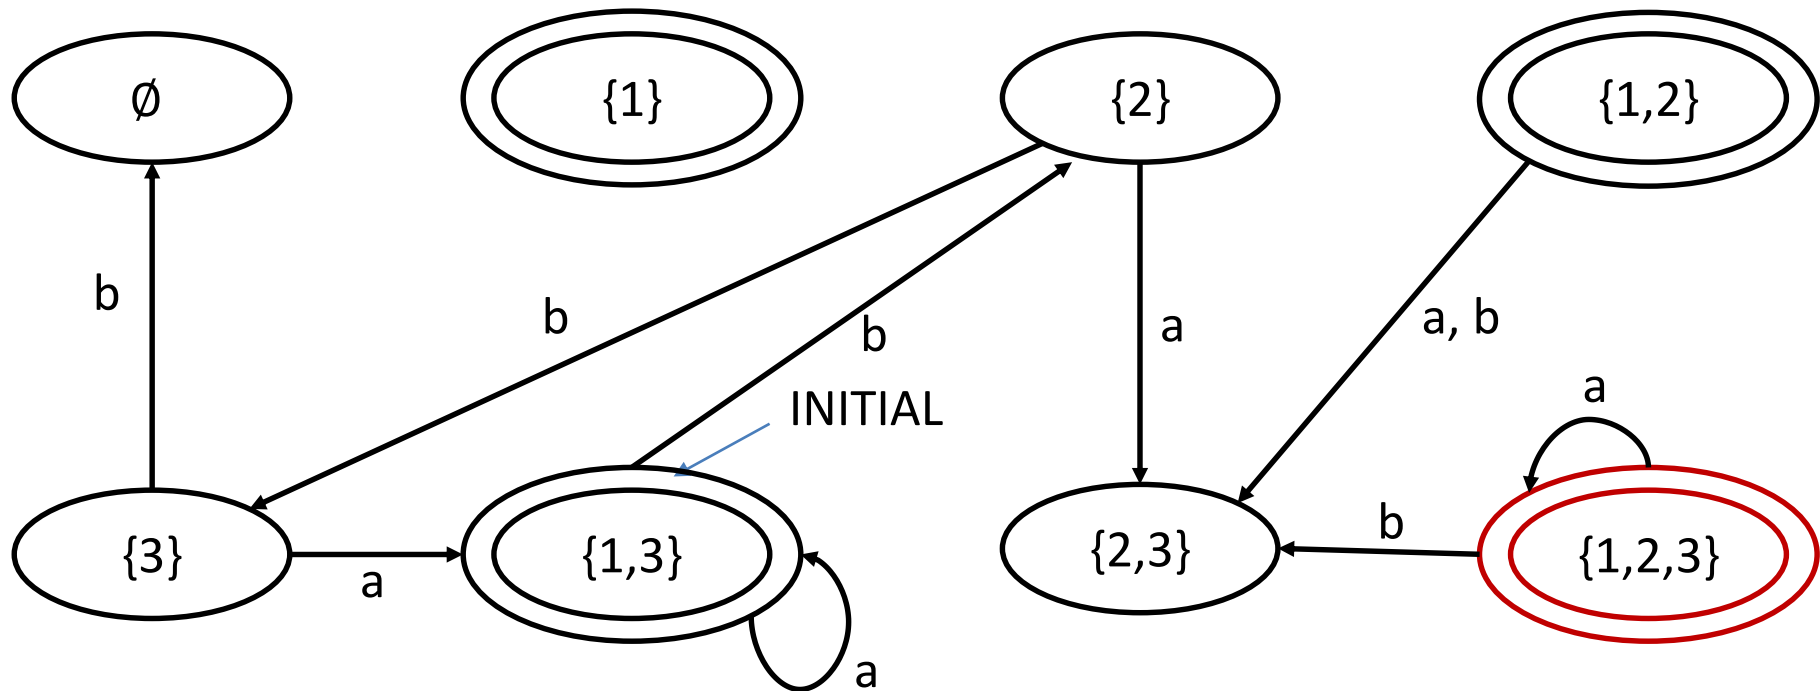 Ø
{1}
{2}
{1,2}
b
b
b
a
a, b
a
INITIAL
b
{3}
a
{1,3}
{2,3}
{1,2,3}
a